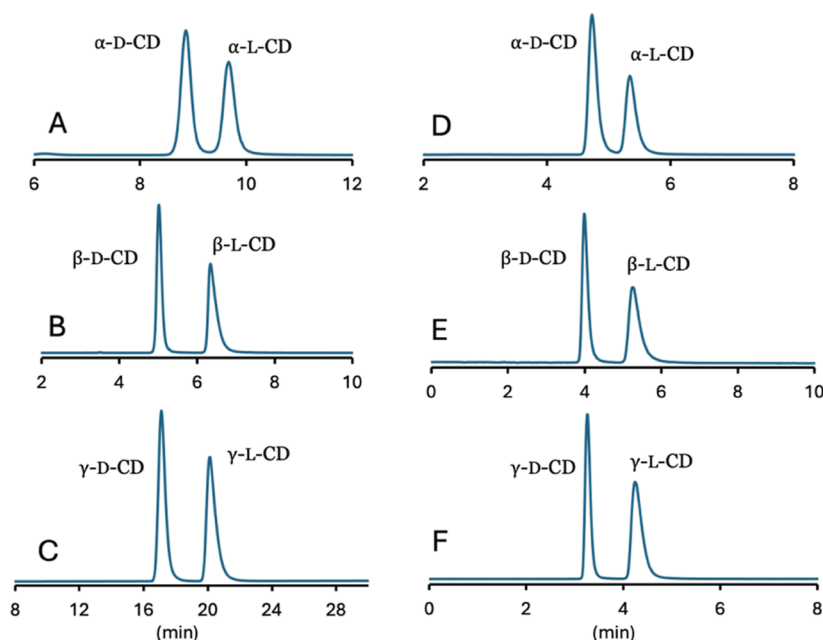 α-D-CD
α-L-CD
A
6 8 10 12
β-D-CD
β-L-CD
B
2 4 6 8 10
γ-D-CD
γ-L-CD
C
8 12 16 20 24 28
(min)
α-D-CD
α-L-CD
D
2 4 6 8
β-D-CD
β-L-CD
E
0 2 4 6 8 10
γ-D-CD
γ-L-CD
F
0 2 4 6 8
(min)